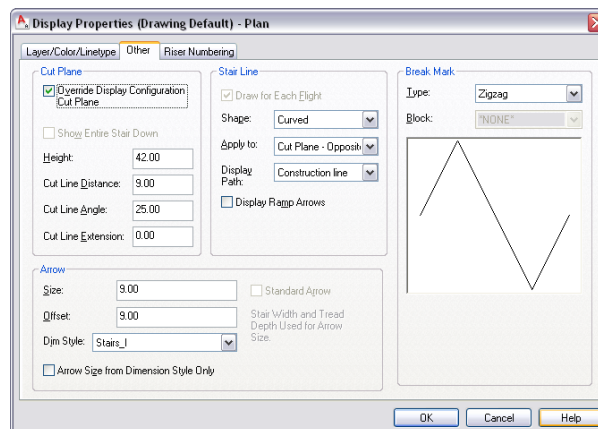 Display Properties (Drawing Default) - Plan
Layer/Color/Linetype Other Riser Numbering
Cut Plane
Override Display Configuration
Cut Plane
Show Entire Stair Down
Height: 42.00
Cut Line Distance: 9.00
Cut Line Angle: 25.00
Cut Line Extension: 0.00
Stair Line
Draw for Each Flight
Shape: Curved
Apply to: Cut Plane - Opposit
Display
Path: Construction line
Display Ramp Arrows
Break Mark
Type: Zigzag
Block: "NONE"
Arrow
Size: 9.00
Offset: 9.00
Dim Style: Stairs_I
Arrow Size from Dimension Style Only
Standard Arrow
Stair Width and Tread
Depth Used for Arrow
Size.
OK Cancel Help